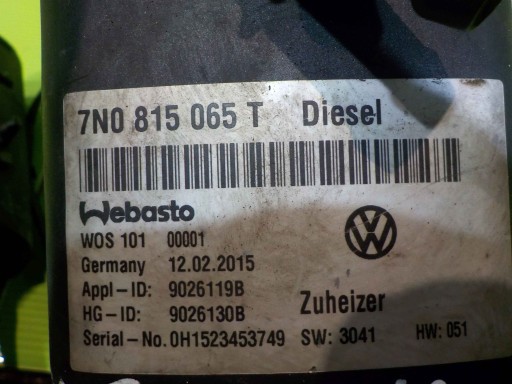 7N0 815 065 T Diesel
Webasto
WOS 101 00001
Germany 12.02.2015
Appl-ID: 9026119B
HG-ID: 9026130B
Zuheizer
Serial-No. 0H1523453749 SW: 3041 HW: 051